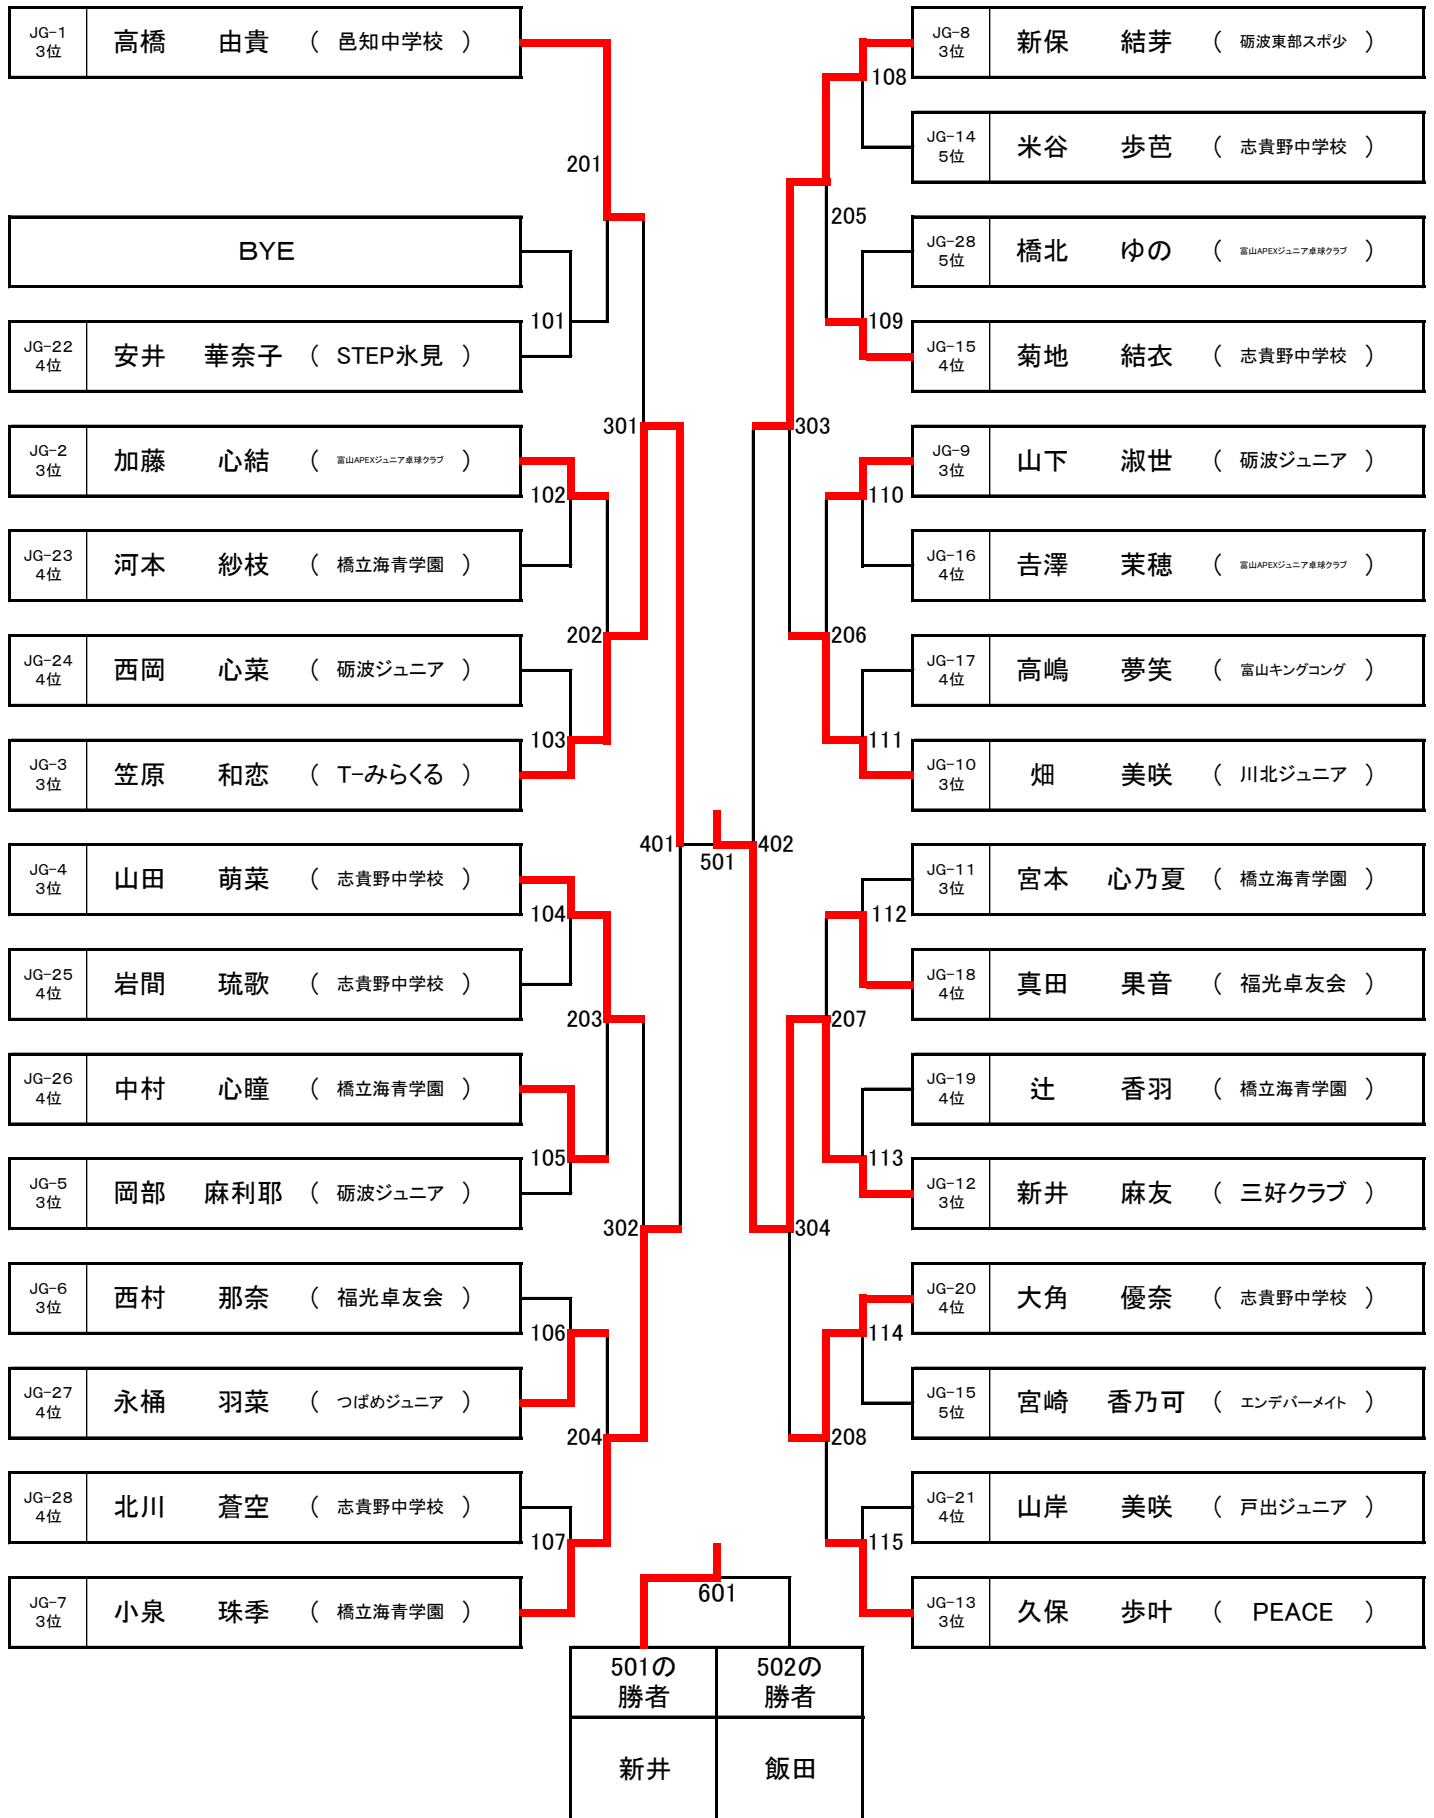 JG-1
3位
高橋 由貴 ( 邑知中学校 )
201
BYE
101
JG-22
4位
安井 華奈子 ( STEP氷見 )
301
JG-2
3位
加藤 心結 ( 富山APEXジュニア卓球クラブ )
102
JG-23
4位
河本 紗枝 ( 橋立海青学園 )
202
JG-24
4位
西岡 心菜 ( 砺波ジュニア )
103
JG-3
3位
笠原 和恋 ( T-みらくる )
401
JG-4
3位
山田 萌菜 ( 志貴野中学校 )
104
JG-25
4位
岩間 琉歌 ( 志貴野中学校 )
203
JG-26
4位
中村 心瞳 ( 橋立海青学園 )
105
JG-5
3位
岡部 麻利耶 ( 砺波ジュニア )
302
JG-6
3位
西村 那奈 ( 福光卓友会 )
106
JG-27
4位
永桶 羽菜 ( つばめジュニア )
204
JG-28
4位
北川 蒼空 ( 志貴野中学校 )
107
JG-7
3位
小泉 珠季 ( 橋立海青学園 )
501
JG-8
3位
新保 結芽 ( 砺波東部スポ少 )
108
JG-14
5位
米谷 歩芭 ( 志貴野中学校 )
205
JG-28
5位
橋北 ゆの ( 富山APEXジュニア卓球クラブ )
109
JG-15
4位
菊地 結衣 ( 志貴野中学校 )
303
JG-9
3位
山下 淑世 ( 砺波ジュニア )
110
JG-16
4位
吉澤 茉穂 ( 富山APEXジュニア卓球クラブ )
206
JG-17
4位
高嶋 夢笑 ( 富山キングコング )
111
JG-10
3位
畑 美咲 ( 川北ジュニア )
402
JG-11
3位
宮本 心乃夏 ( 橋立海青学園 )
112
JG-18
4位
真田 果音 ( 福光卓友会 )
207
JG-19
4位
辻 香羽 ( 橋立海青学園 )
113
JG-12
3位
新井 麻友 ( 三好クラブ )
304
JG-20
4位
大角 優奈 ( 志貴野中学校 )
114
JG-15
5位
宮崎 香乃可 ( エンデバーメイト )
208
JG-21
4位
山岸 美咲 ( 戸出ジュニア )
115
JG-13
3位
久保 歩叶 ( PEACE )
601
501の
勝者
502の
勝者
新井 飯田